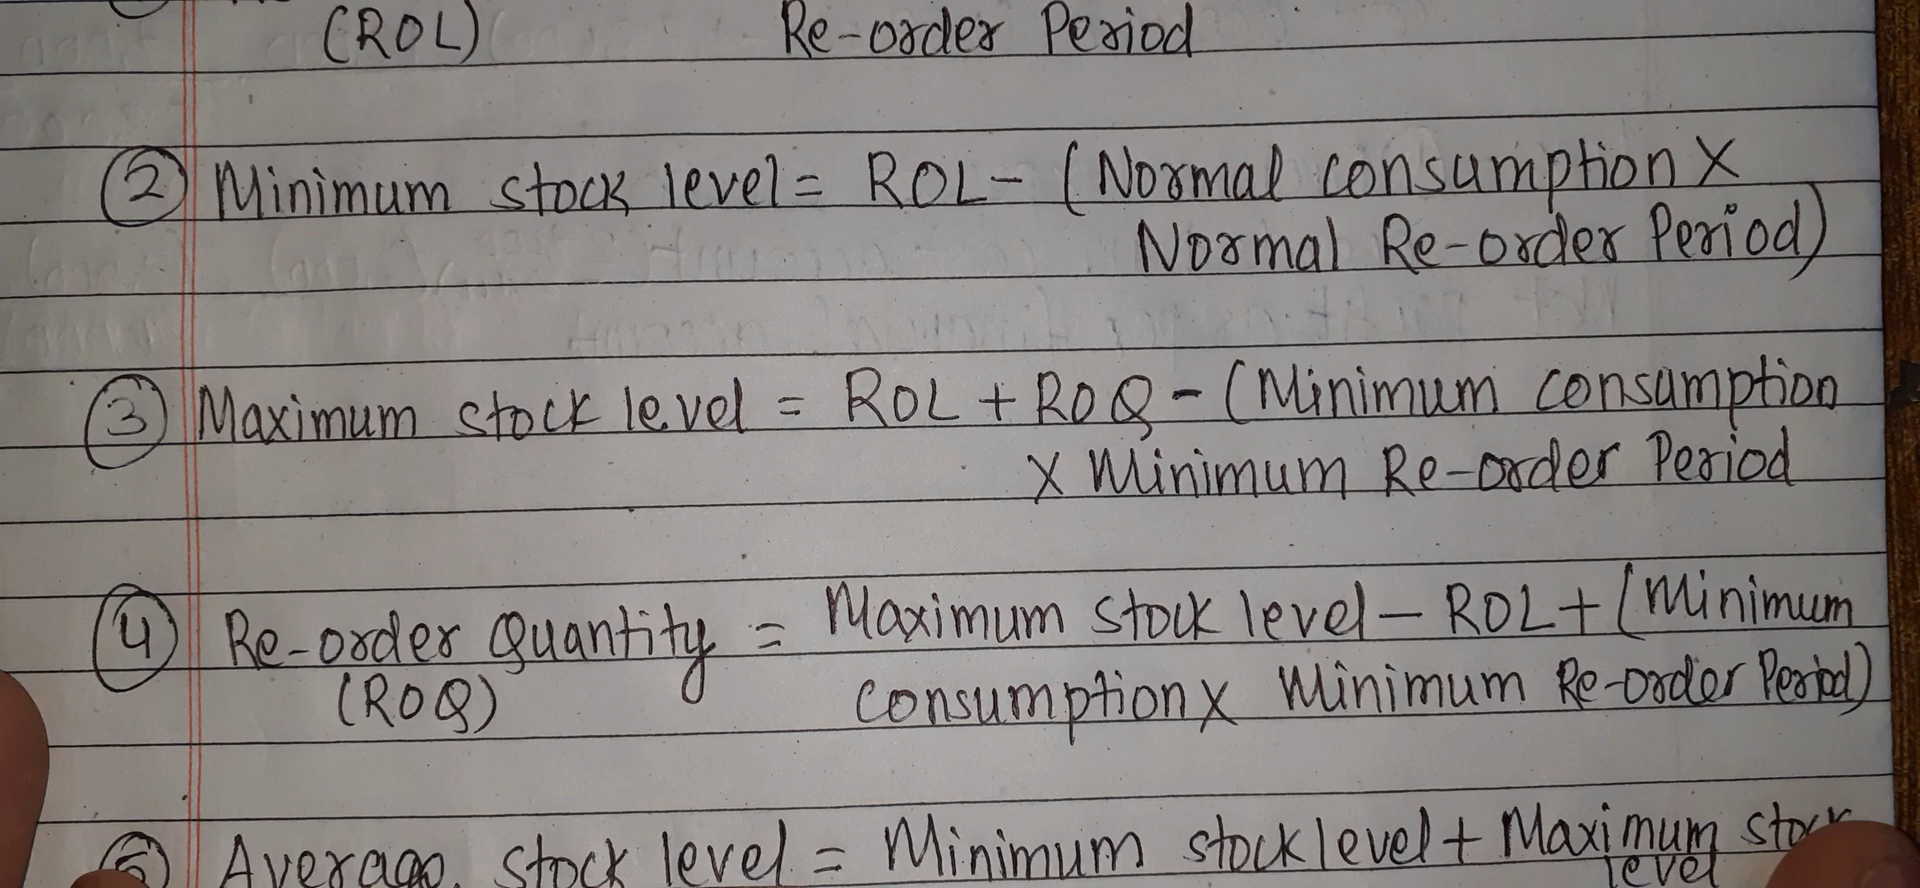 (ROL) Re-order Period
② Minimum stock level = ROL - (Normal consumption X
Normal Re-order Period)
③ Maximum stock level = ROL + ROQ - (Minimum consumption
X Minimum Re-order Period
④ Re-order Quantity = Maximum stock level - ROL + (Minimum
(ROQ) consumption X Minimum Re-order Period)
⑤ Average stock level = Minimum stock level + Maximum stock
level